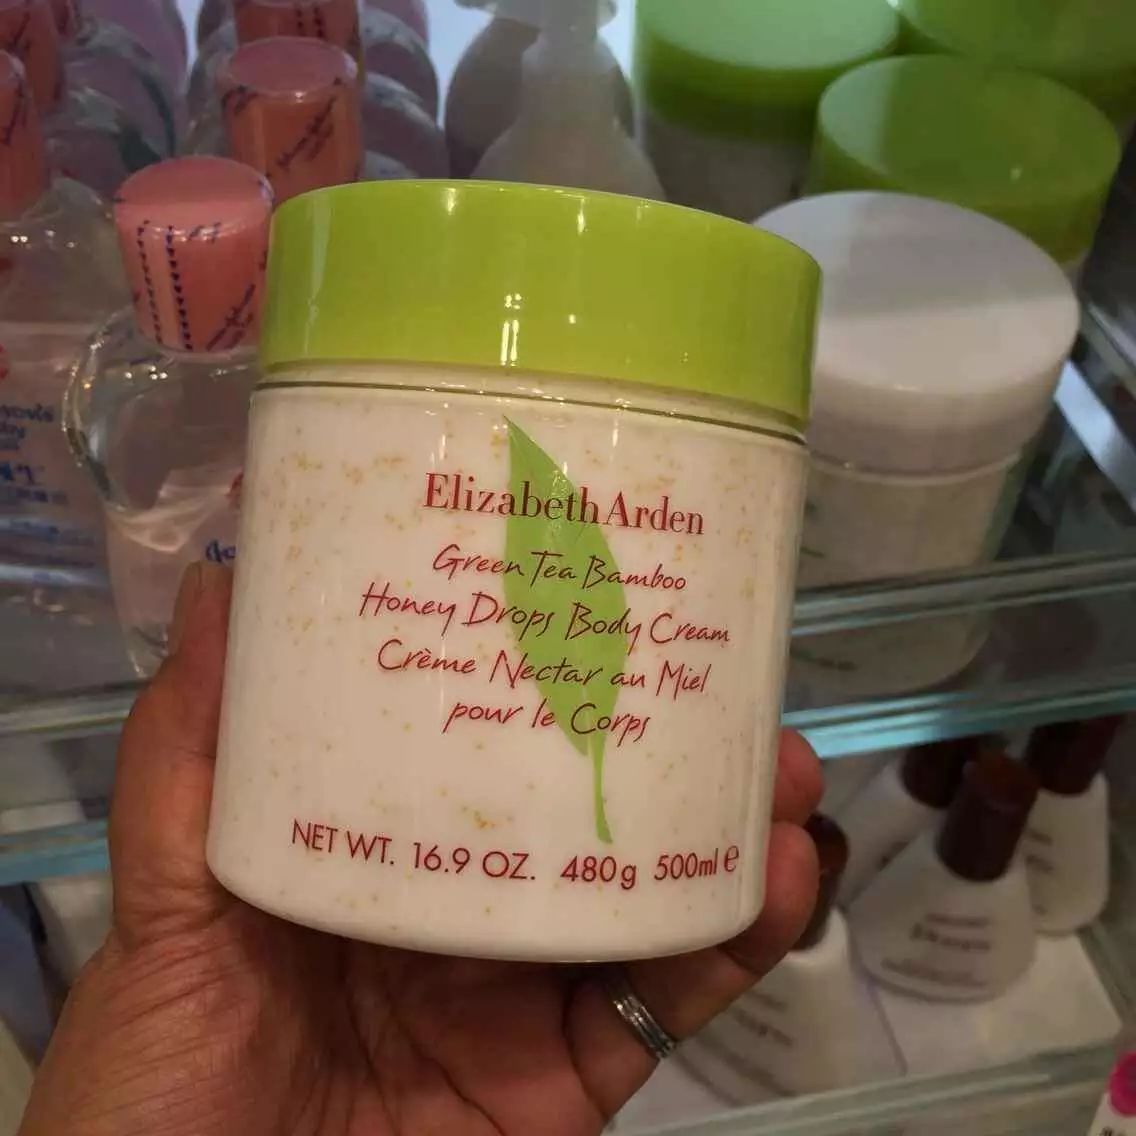 Elizabeth Arden
Green Tea Bamboo
Honey Drops Body Cream
Crème Nectar au Miel
pour le Corps
NET WT. 16.9 OZ. 480g 500ml e